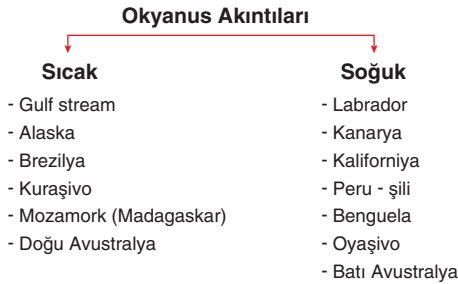 Okyanus Akıntıları
Sıcak
- Gulf stream
- Alaska
- Brezilya
- Kuraşivo
- Mozamork (Madagaskar)
- Doğu Avustralya
Soğuk
- Labrador
- Kanarya
- Kaliforniya
- Peru - şili
- Benguela
- Oyaşivo
- Batı Avustralya